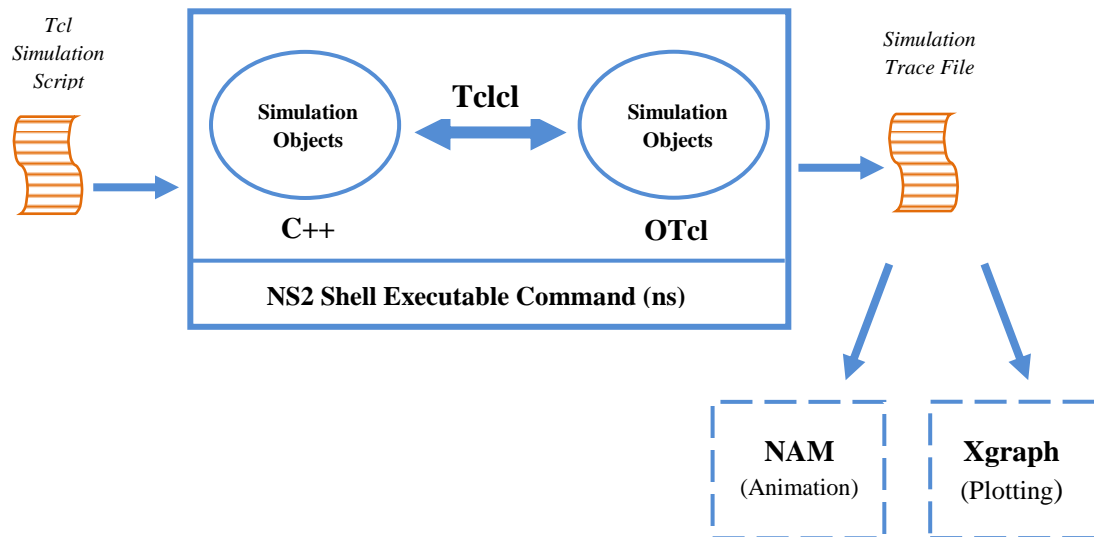 Tcl
Simulation
Script
Simulation
Objects
C++
Tclcl
Simulation
Objects
OTcl
NS2 Shell Executable Command (ns)
Simulation
Trace File
NAM
(Animation)
Xgraph
(Plotting)